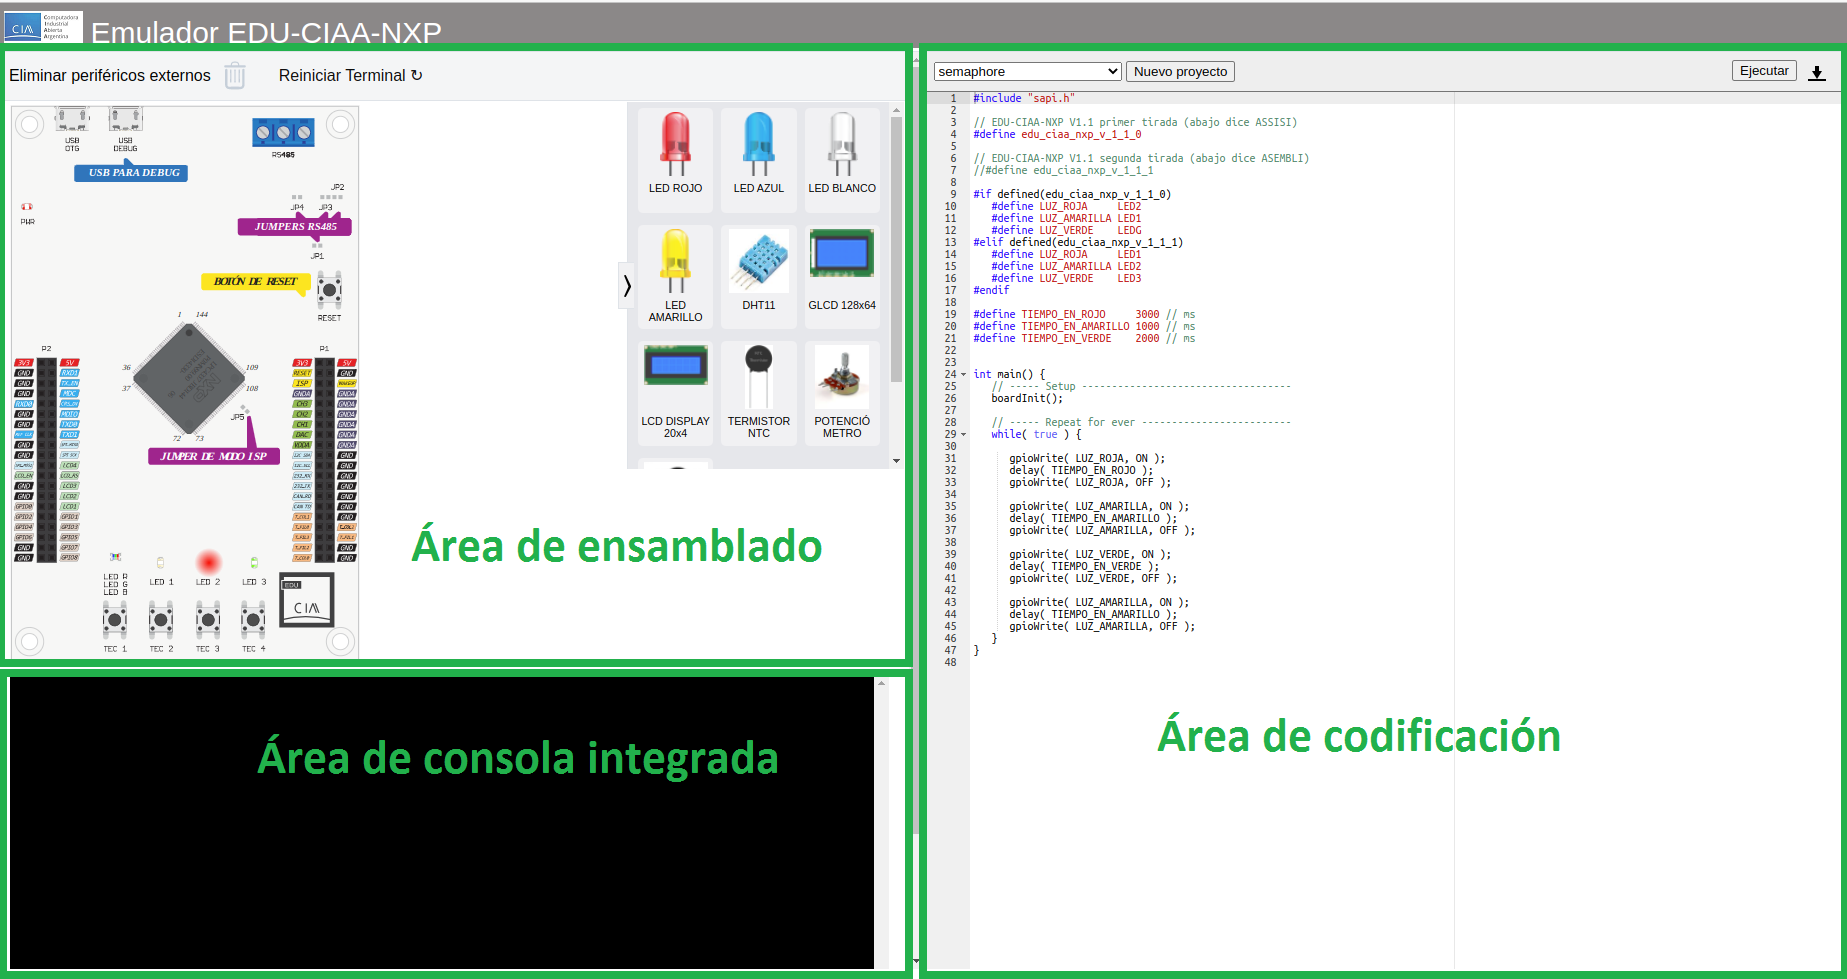 CIAA
Computadora
Industrial
Abierta
Argentina
Emulador EDU-CIAA-NXP
Eliminar periféricos externos
Reiniciar Terminal ↻
USB
OTG
USB
DEBUG
USB PARA DEBUG
RS485
PWR
JP2
JP4
JP3
JUMPERS RS485
JP1
BOTÓN DE RESET
RESET
1
144
36
37
109
108
72
73
JP5
JUMPER DE MODO ISP
P2
P1
LED R
LED G
LED B
LED 1
LED 2
LED 3
TEC 1
TEC 2
TEC 3
TEC 4
EDU
CIAA
LED ROJO
LED AZUL
LED BLANCO
LED
AMARILLO
DHT11
GLCD 128x64
LCD DISPLAY
20x4
TERMISTOR
NTC
POTENCIÓ
METRO
Área de ensamblado
Área de consola integrada
semaphore
Nuevo proyecto
Ejecutar
1 #include "sapi.h"
2
3 // EDU-CIAA-NXP V1.1 primer tirada (abajo dice ASSISI)
4 #define edu_ciaa_nxp_v_1_1_0
5
6 // EDU-CIAA-NXP V1.1 segunda tirada (abajo dice ASEMBLI)
7 //#define edu_ciaa_nxp_v_1_1_1
8
9 #if defined(edu_ciaa_nxp_v_1_1_0)
10 #define LUZ_ROJA LED2
11 #define LUZ_AMARILLA LED1
12 #define LUZ_VERDE LEDG
13 #elif defined(edu_ciaa_nxp_v_1_1_1)
14 #define LUZ_ROJA LED1
15 #define LUZ_AMARILLA LED2
16 #define LUZ_VERDE LED3
17 #endif
18
19 #define TIEMPO_EN_ROJO 3000 // ms
20 #define TIEMPO_EN_AMARILLO 1000 // ms
21 #define TIEMPO_EN_VERDE 2000 // ms
22
23
24 int main() {
25 // ----- Setup -----------------------------------
26 boardInit();
27
28 // ----- Repeat for ever -------------------------
29 while( true ) {
30
31 gpioWrite( LUZ_ROJA, ON );
32 delay( TIEMPO_EN_ROJO );
33 gpioWrite( LUZ_ROJA, OFF );
34
35 gpioWrite( LUZ_AMARILLA, ON );
36 delay( TIEMPO_EN_AMARILLO );
37 gpioWrite( LUZ_AMARILLA, OFF );
38
39 gpioWrite( LUZ_VERDE, ON );
40 delay( TIEMPO_EN_VERDE );
41 gpioWrite( LUZ_VERDE, OFF );
42
43 gpioWrite( LUZ_AMARILLA, ON );
44 delay( TIEMPO_EN_AMARILLO );
45 gpioWrite( LUZ_AMARILLA, OFF );
46 }
47 }
48
Área de codificación